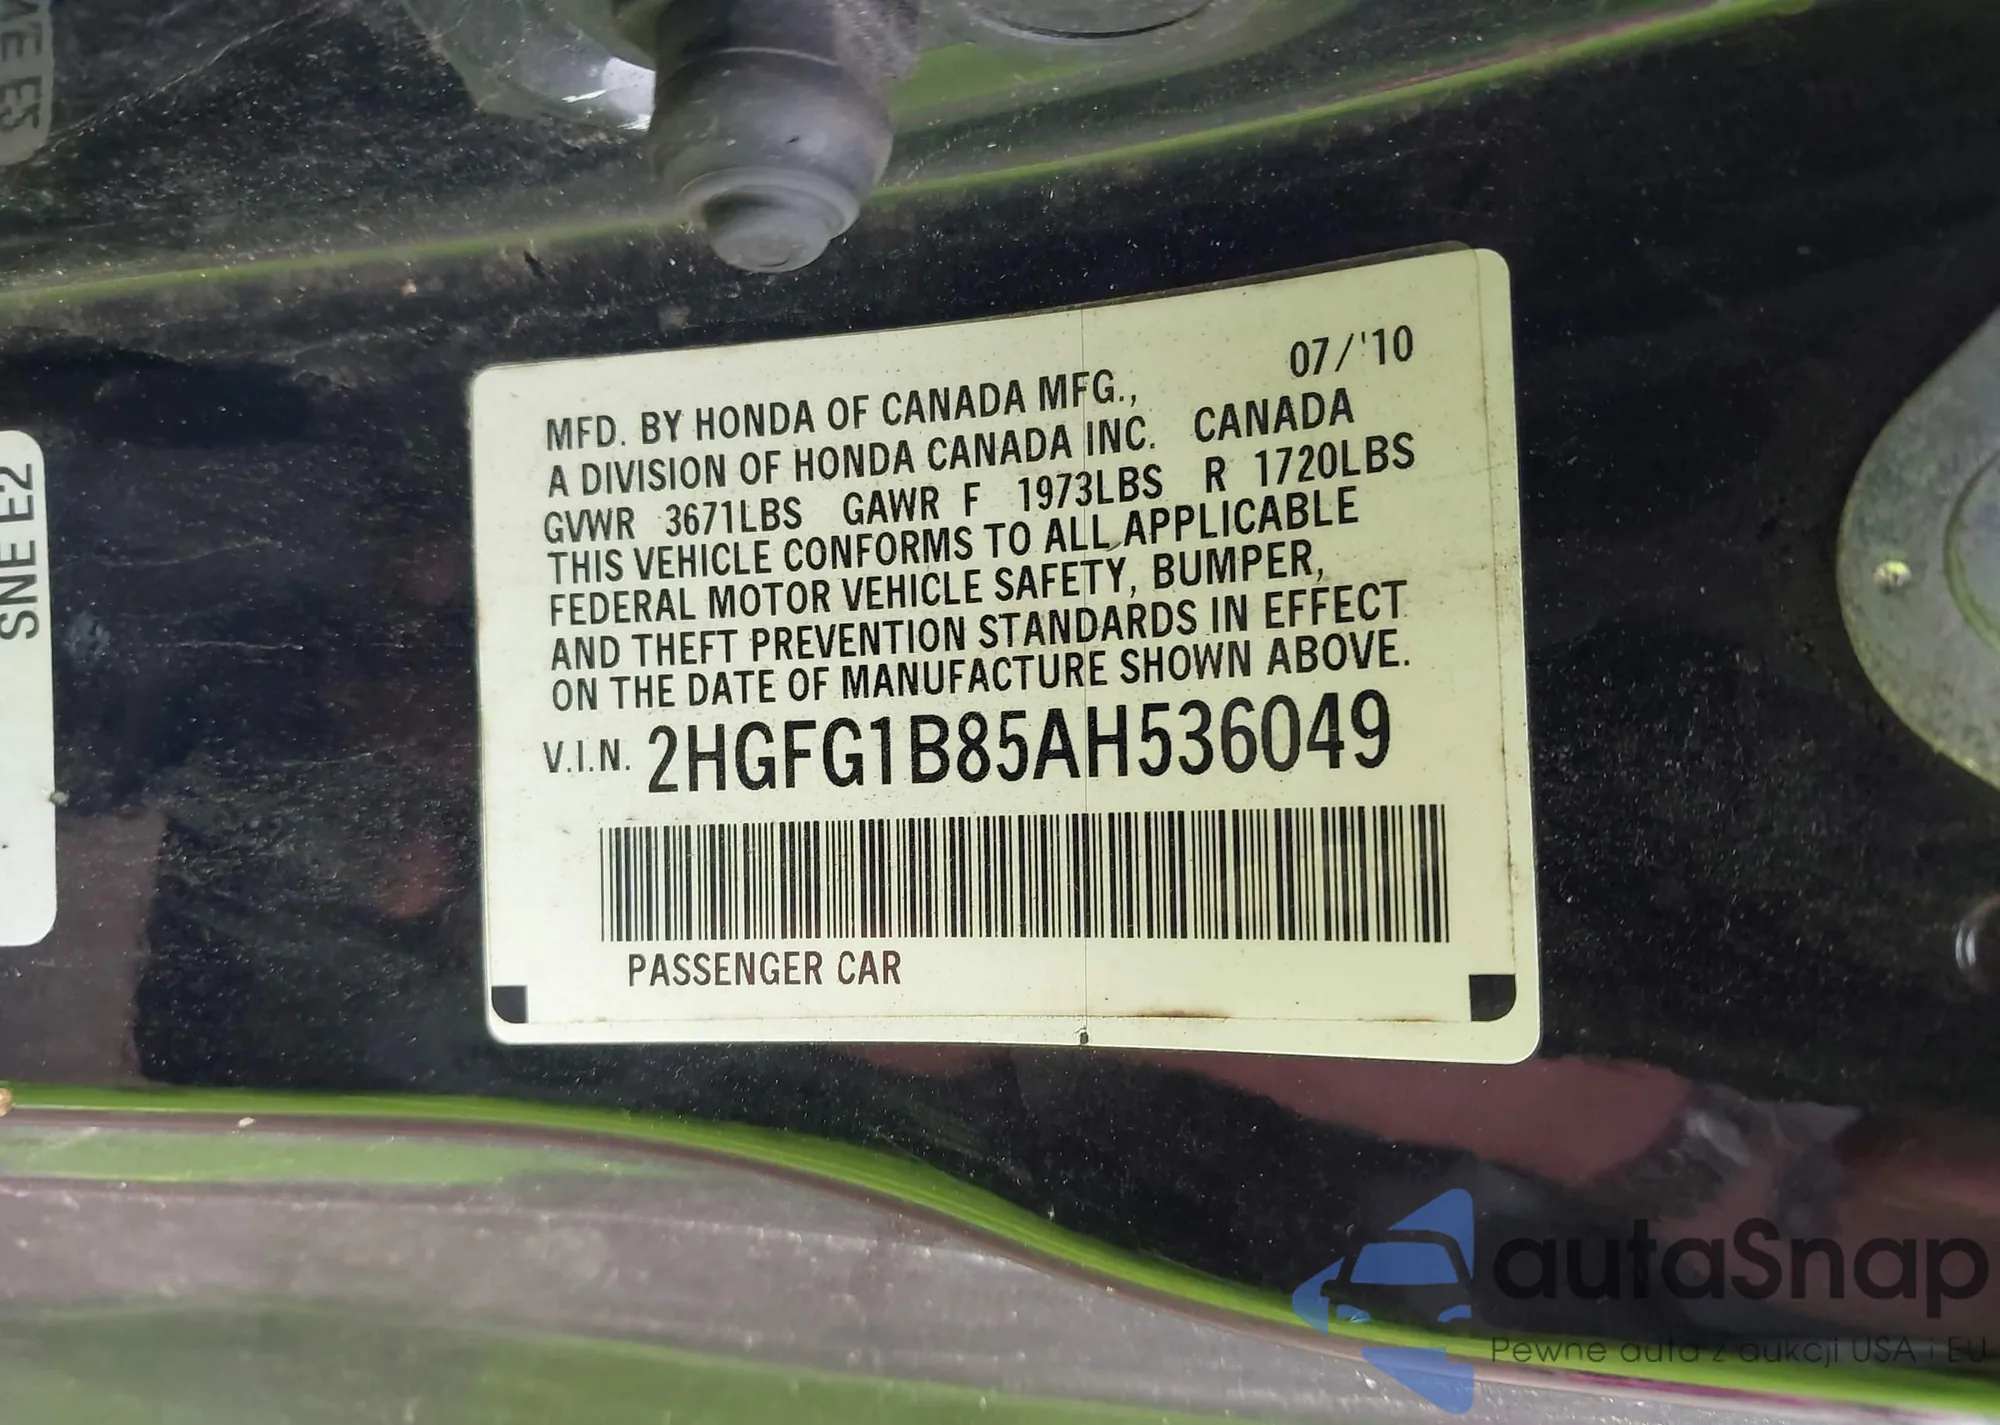 SNE E2
07/'10
MFD. BY HONDA OF CANADA MFG.,
A DIVISION OF HONDA CANADA INC. CANADA
GVWR 3671LBS GAWR F 1973LBS R 1720LBS
THIS VEHICLE CONFORMS TO ALL APPLICABLE
FEDERAL MOTOR VEHICLE SAFETY, BUMPER,
AND THEFT PREVENTION STANDARDS IN EFFECT
ON THE DATE OF MANUFACTURE SHOWN ABOVE.
V.I.N. 2HGFG1B85AH536049
PASSENGER CAR
autaSnap
Pewne auta z aukcji USA i EU